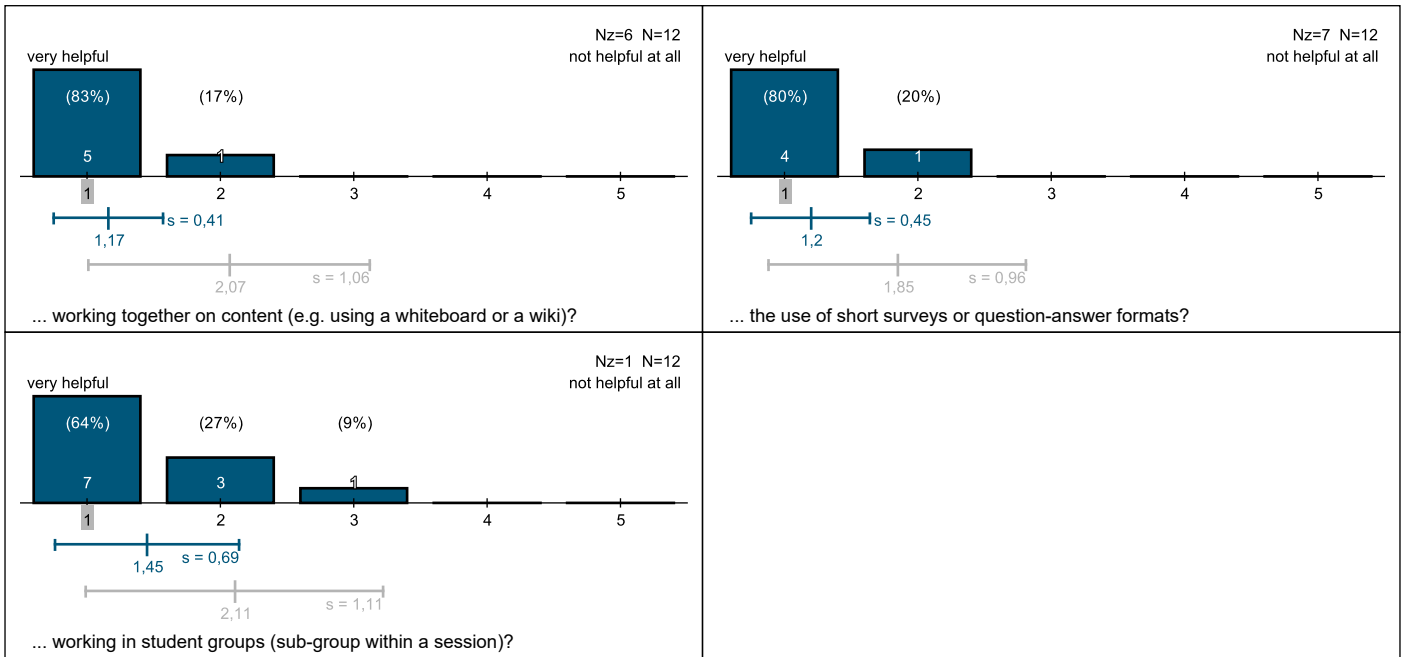 Nz=6 N=12
very helpful not helpful at all
(83%) (17%)
5 1
1 2 3 4 5
s = 0,41
1,17
s = 1,06
2,07
... working together on content (e.g. using a whiteboard or a wiki)?
Nz=7 N=12
very helpful not helpful at all
(80%) (20%)
4 1
1 2 3 4 5
s = 0,45
1,2
s = 0,96
1,85
... the use of short surveys or question-answer formats?
Nz=1 N=12
very helpful not helpful at all
(64%) (27%) (9%)
7 3 1
1 2 3 4 5
s = 0,69
1,45
s = 1,11
2,11
... working in student groups (sub-group within a session)?